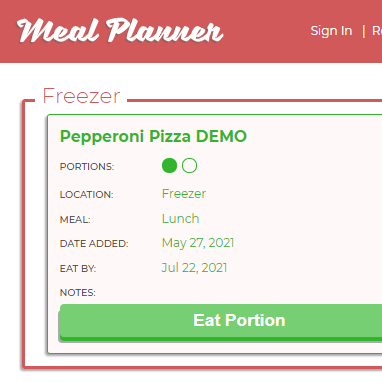 Meal Planner
Sign In | R
Freezer
Pepperoni Pizza DEMO
PORTIONS:
LOCATION: Freezer
MEAL: Lunch
DATE ADDED: May 27, 2021
EAT BY: Jul 22, 2021
NOTES:
Eat Portion